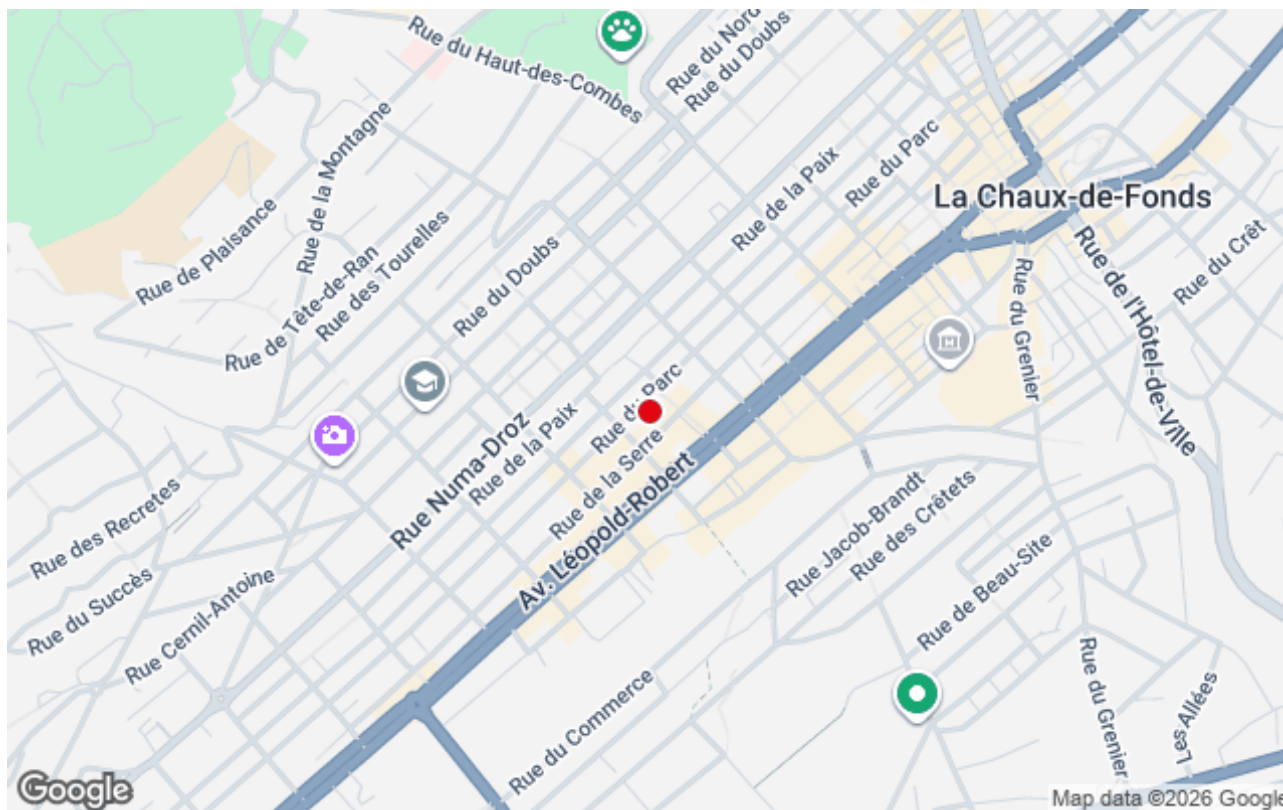 Rue du Haut-des-Combes
Rue du Nord
Rue du Doubs
Rue de la Montagne
Rue du Parc
Rue de la Paix
La Chaux-de-Fonds
Rue de Plaisance
Rue des Tourelles
Rue de Tête-de-Ran
Rue du Doubs
Rue du Crêt
Rue de l'Hôtel-de-Ville
Rue du Grenier
Rue du Parc
Rue de la Paix
Rue de la Serre
Rue Numa-Droz
Av. Léopold-Robert
Rue des Recretes
Rue du Succès
Rue Cernil-Antoine
Rue Jacob-Brandt
Rue des Crêtets
Rue de Beau-Site
Rue du Commerce
Rue du Grenier
Les Allées
Google
Map data ©2026 Google